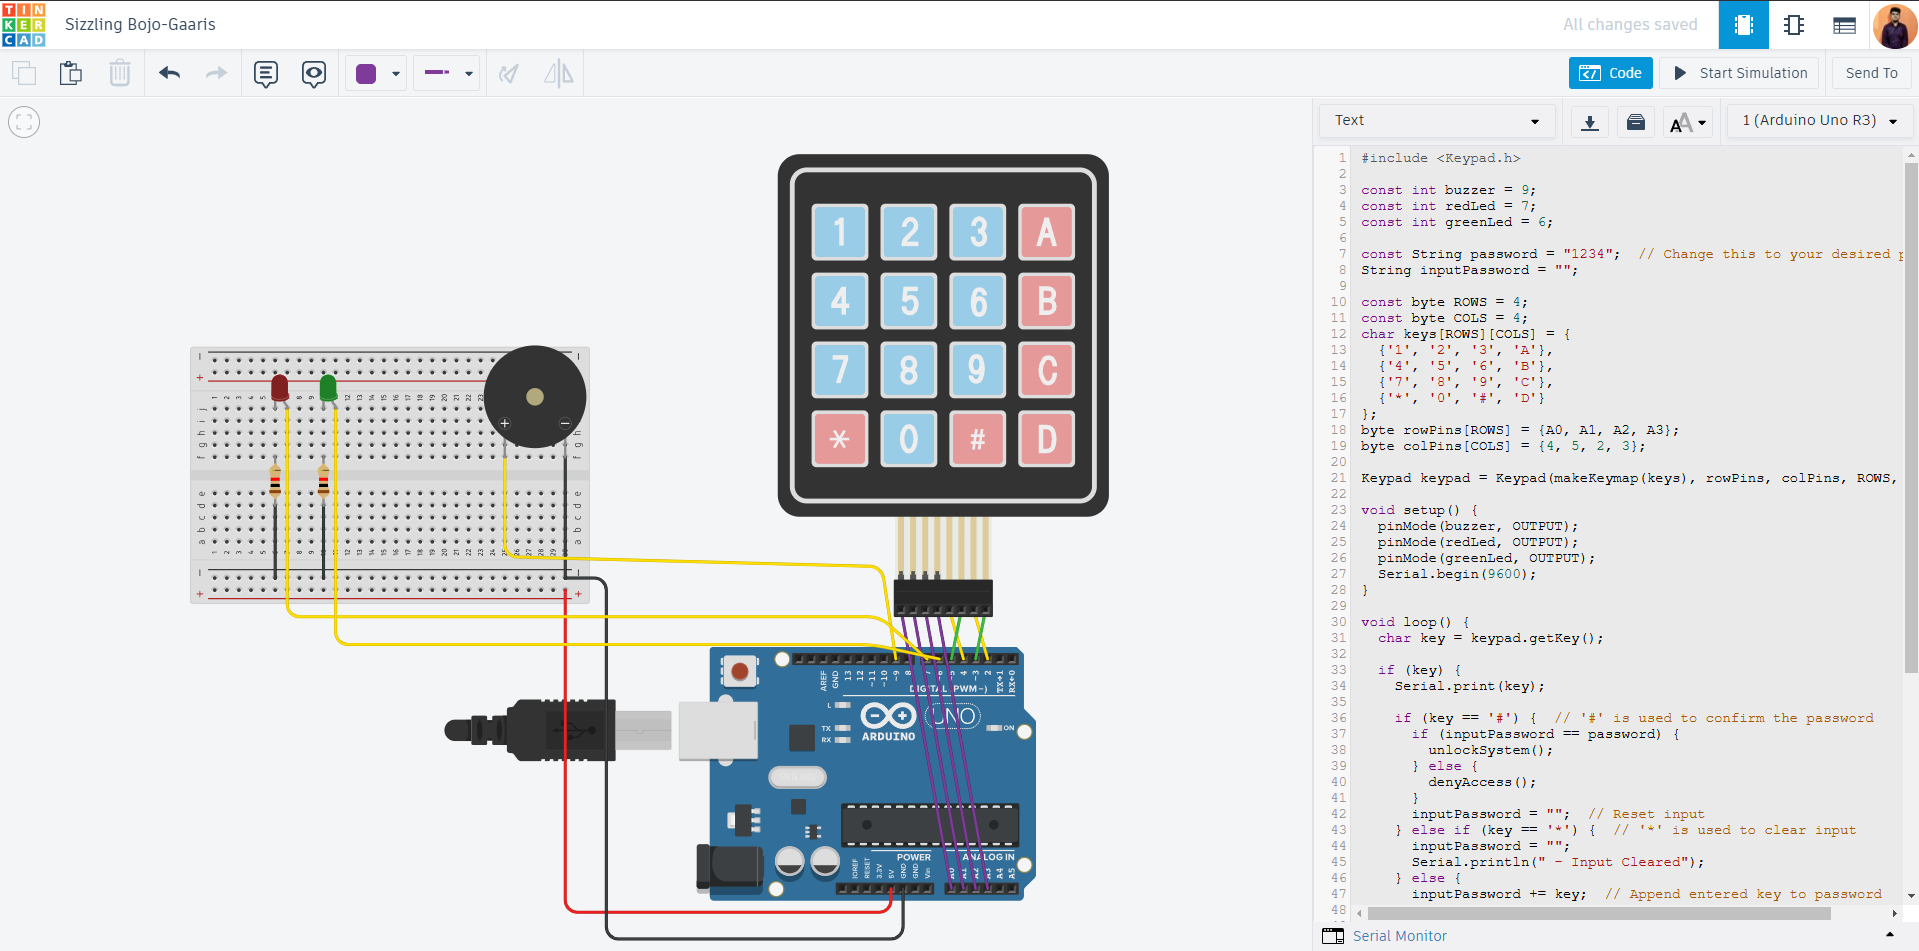 TIN
KER
CAD
Sizzling Bojo-Gaaris
All changes saved
Code
Start Simulation
Send To
Text
1 (Arduino Uno R3)
1 2 3 A
4 5 6 B
7 8 9 C
* 0 # D
AREF
GND
13
12
~11
~10
~9
8
7
4
~3
2
TX→1
RX←0
DIGITAL (PWM~)
L
TX
RX
UNO
ON
ARDUINO
POWER
ANALOG IN
IOREF
RESET
3.3V
5V
GND
GND
Vin
A0
A1
A2
A3
A4
A5
1 #include <Keypad.h>
2
3 const int buzzer = 9;
4 const int redLed = 7;
5 const int greenLed = 6;
6
7 const String password = "1234";  // Change this to your desired p
8 String inputPassword = "";
9
10 const byte ROWS = 4;
11 const byte COLS = 4;
12 char keys[ROWS][COLS] = {
13   {'1', '2', '3', 'A'},
14   {'4', '5', '6', 'B'},
15   {'7', '8', '9', 'C'},
16   {'*', '0', '#', 'D'}
17 };
18 byte rowPins[ROWS] = {A0, A1, A2, A3};
19 byte colPins[COLS] = {4, 5, 2, 3};
20
21 Keypad keypad = Keypad(makeKeymap(keys), rowPins, colPins, ROWS,
22
23 void setup() {
24   pinMode(buzzer, OUTPUT);
25   pinMode(redLed, OUTPUT);
26   pinMode(greenLed, OUTPUT);
27   Serial.begin(9600);
28 }
29
30 void loop() {
31   char key = keypad.getKey();
32
33   if (key) {
34     Serial.print(key);
35
36     if (key == '#') {  // '#' is used to confirm the password
37       if (inputPassword == password) {
38         unlockSystem();
39       } else {
40         denyAccess();
41       }
42       inputPassword = "";  // Reset input
43     } else if (key == '*') {  // '*' is used to clear input
44       inputPassword = "";
45       Serial.println(" - Input Cleared");
46     } else {
47       inputPassword += key;  // Append entered key to password
48
Serial Monitor